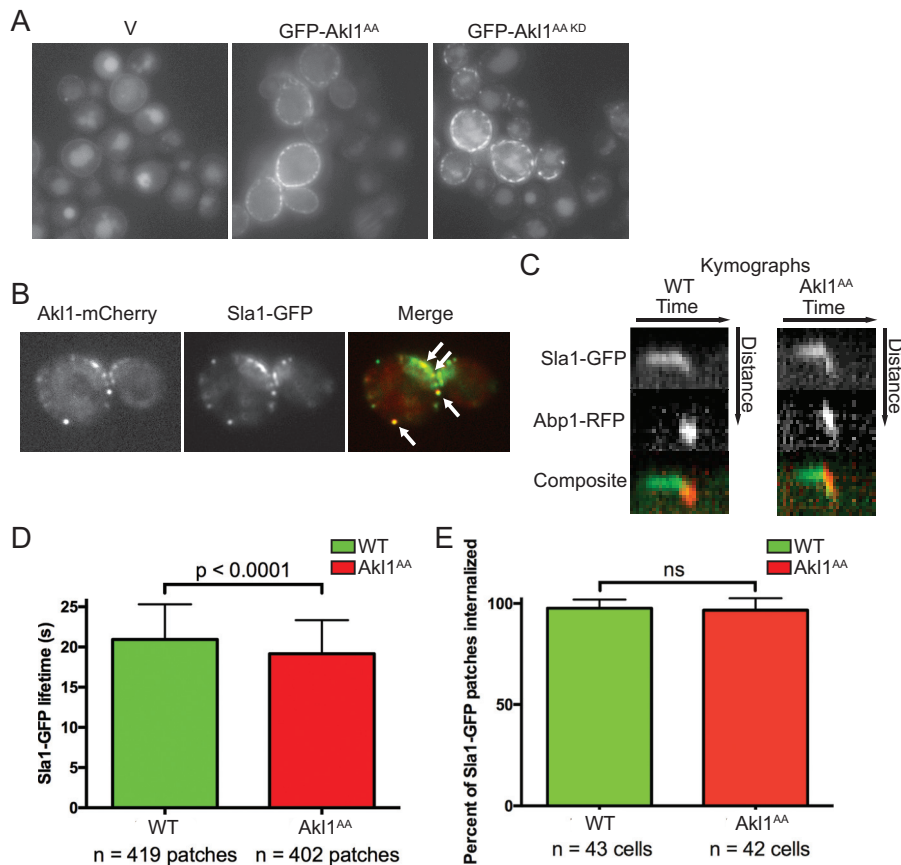 A
V
GFP-Akl1AA
GFP-Akl1AA KD
B
Akl1-mCherry
Sla1-GFP
Merge
C
Kymographs
WT
Akl1AA
Time
Time
Sla1-GFP
Abp1-RFP
Composite
Distance
Distance
D
WT
Akl1AA
p < 0.0001
Sla1-GFP lifetime (s)
25
20
15
10
5
0
WT
Akl1AA
n = 419 patches
n = 402 patches
E
WT
Akl1AA
ns
Percent of Sla1-GFP patches internalized
100
50
0
WT
Akl1AA
n = 43 cells
n = 42 cells